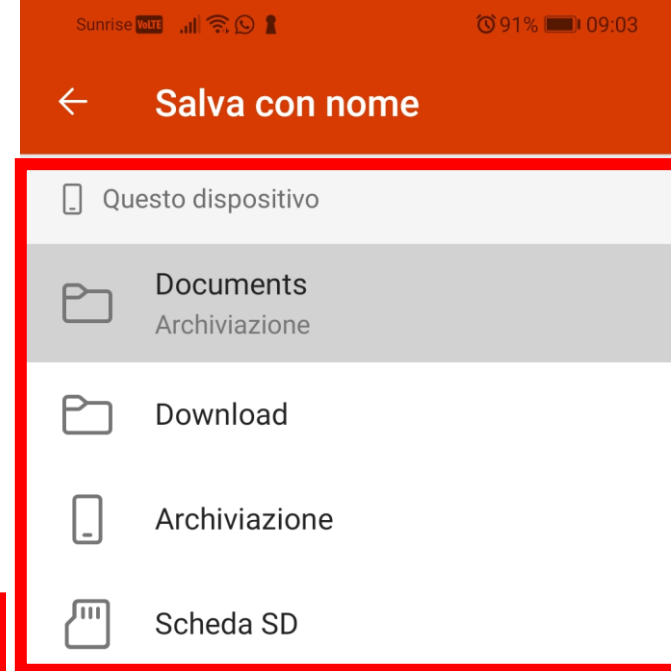 Sunrise VoLTE 91% 09:03
Salva con nome
Questo dispositivo
Documents
Archiviazione
Download
Archiviazione
Scheda SD